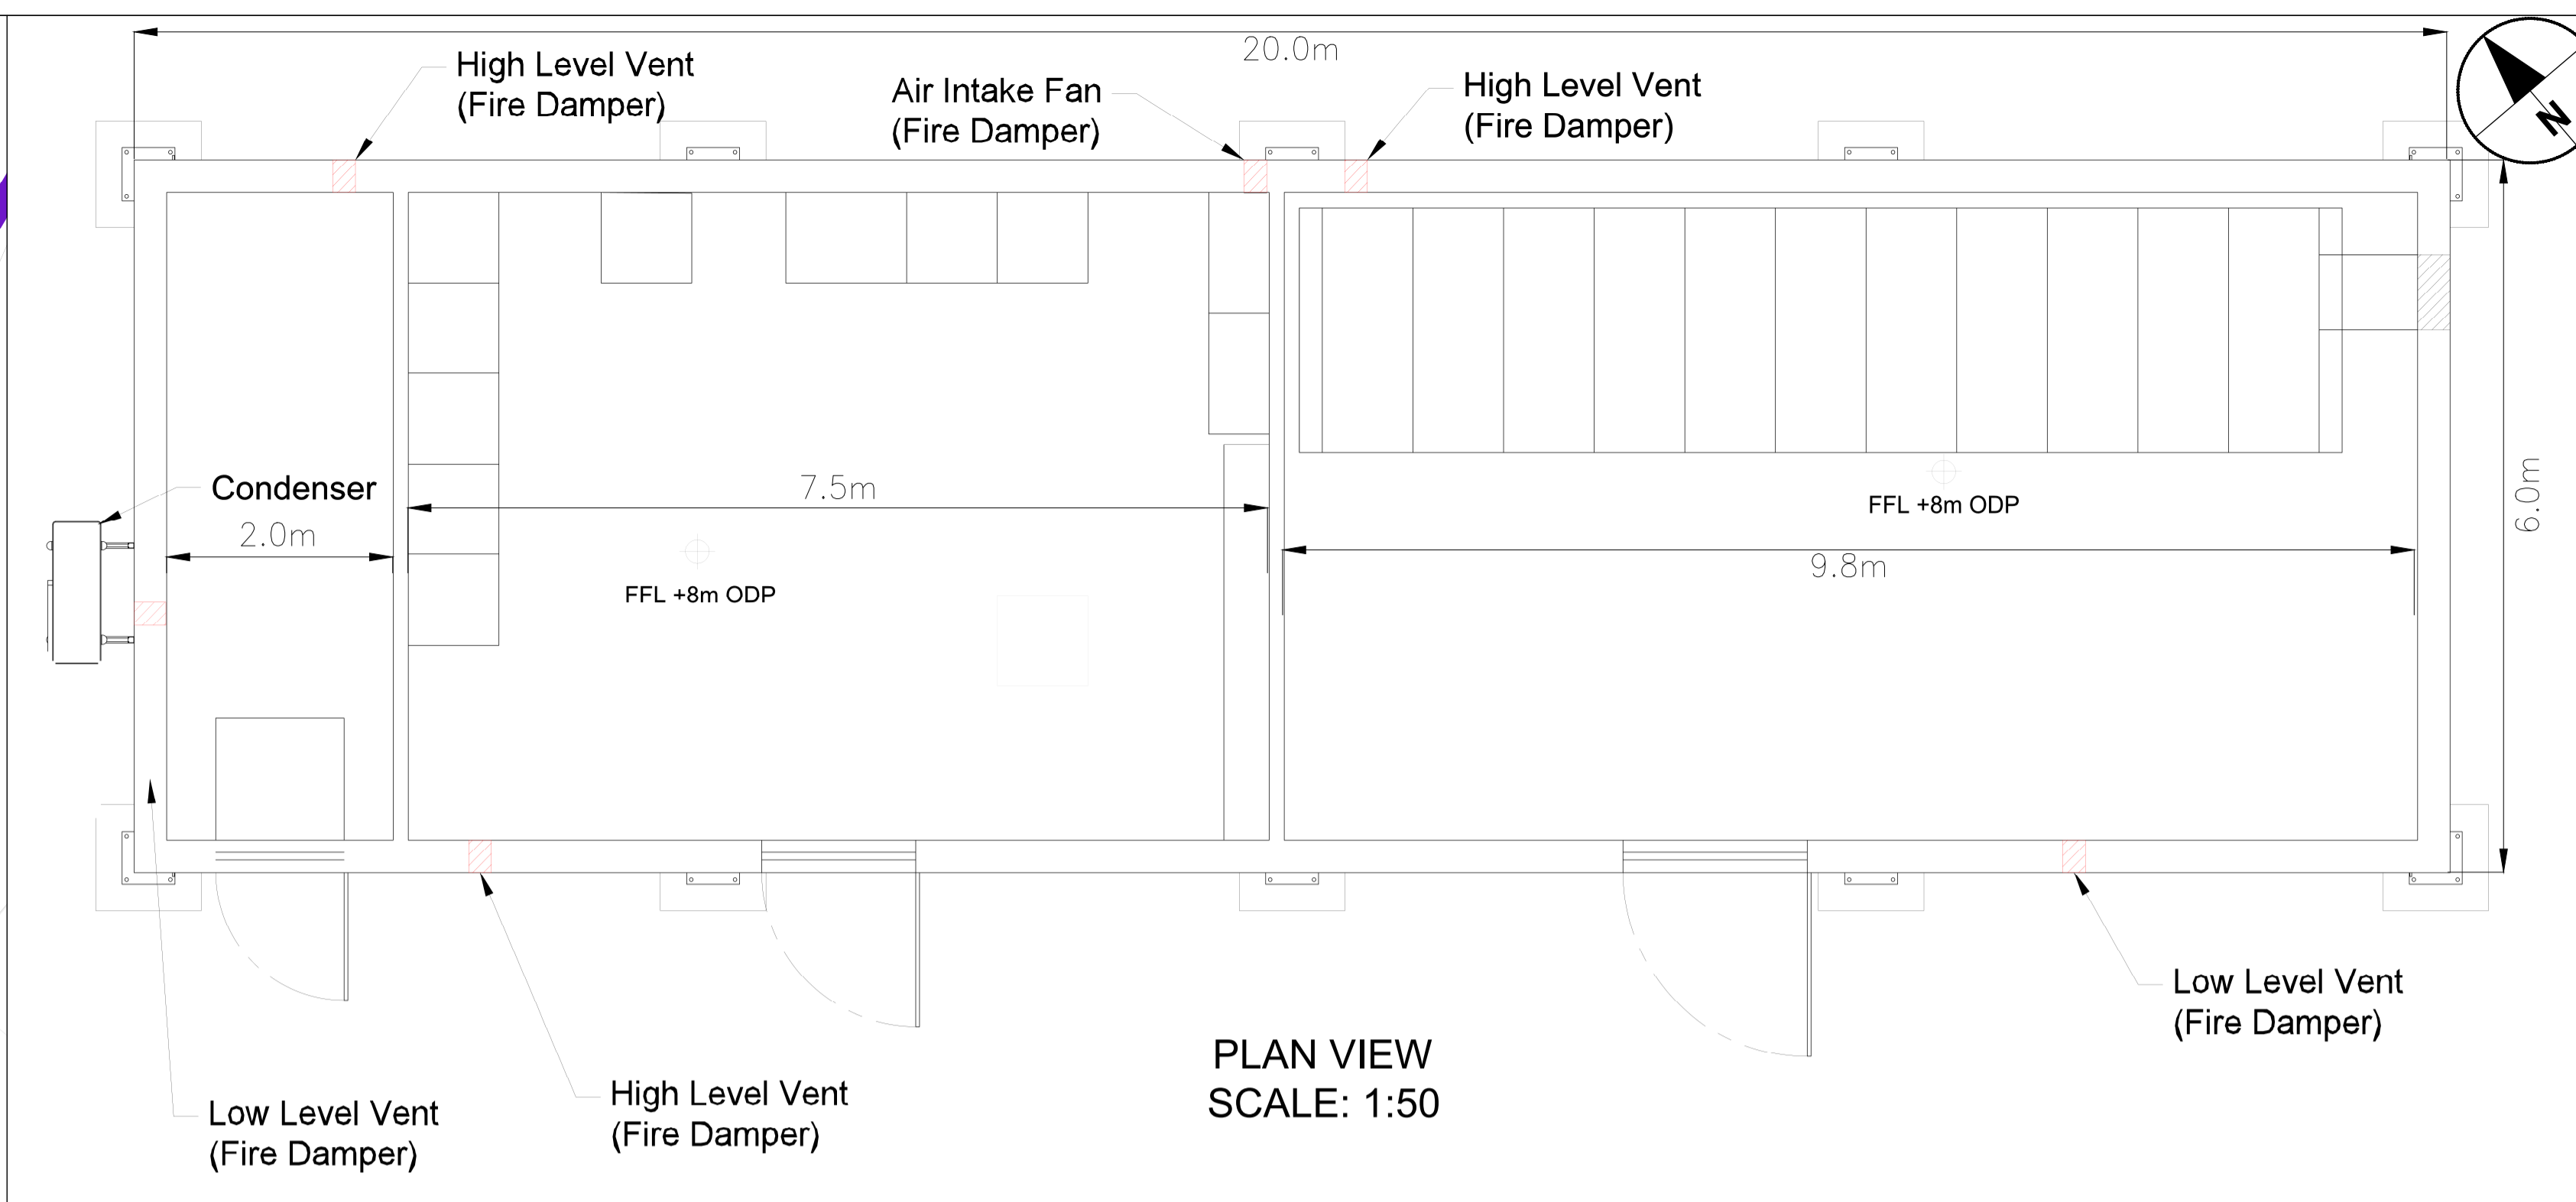 20.0m
High Level Vent
(Fire Damper)
Air Intake Fan
(Fire Damper)
High Level Vent
(Fire Damper)
N
Condenser
2.0m
7.5m
FFL +8m ODP
FFL +8m ODP
9.8m
6.0m
Low Level Vent
(Fire Damper)
High Level Vent
(Fire Damper)
PLAN VIEW
SCALE: 1:50
Low Level Vent
(Fire Damper)